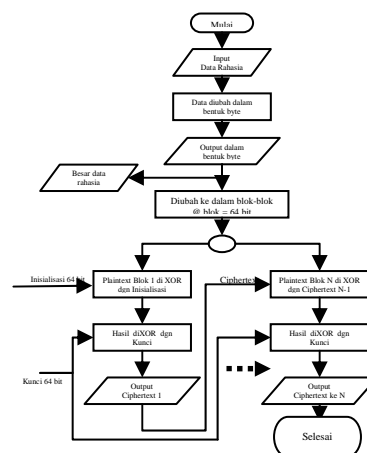 Mulai
Input
Data Rahasia
Data diubah dalam
bentuk byte
Output dalam
bentuk byte
Besar data
rahasia
Diubah ke dalam blok-blok
@ blok = 64 bit
Inisialisasi 64 bit
Plaintext Blok 1 di XOR
dgn Inisialisasi
Ciphertext
Plaintext Blok N di XOR
dgn Ciphertext N-1
Hasil diXOR dgn
Kunci
Hasil diXOR dgn
Kunci
Kunci 64 bit
Output
Ciphertext 1
Output
Ciphertext ke N
Selesai